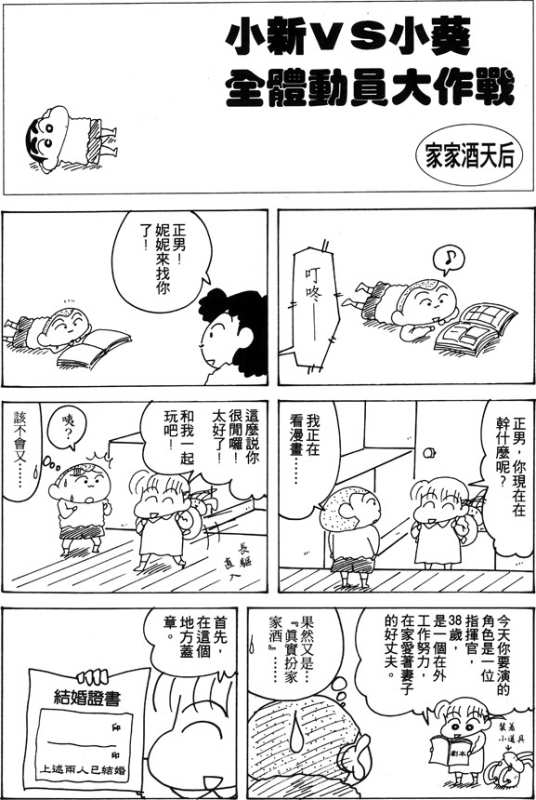 小新VS小葵
全體動員大作戰
家家酒天后
叮咚——
正男！
妮妮來找你
了！
正男，你現在在
幹什麼呢？
我正在
看漫畫……
這麼說你
很閒囉！
太好了！
和我一起
玩吧！
長驅
直入
咦？
該不會又……
今天你要演的
角色是一位
指揮官，
38歲，
是一個在外
工作努力，
在家愛著妻子
的好丈夫。
劇本
裝著
小道具
果然又是…
『真實扮家
家酒』……
首先，
在這個
地方蓋
章。
結婚證書
印
印
上述兩人已結婚